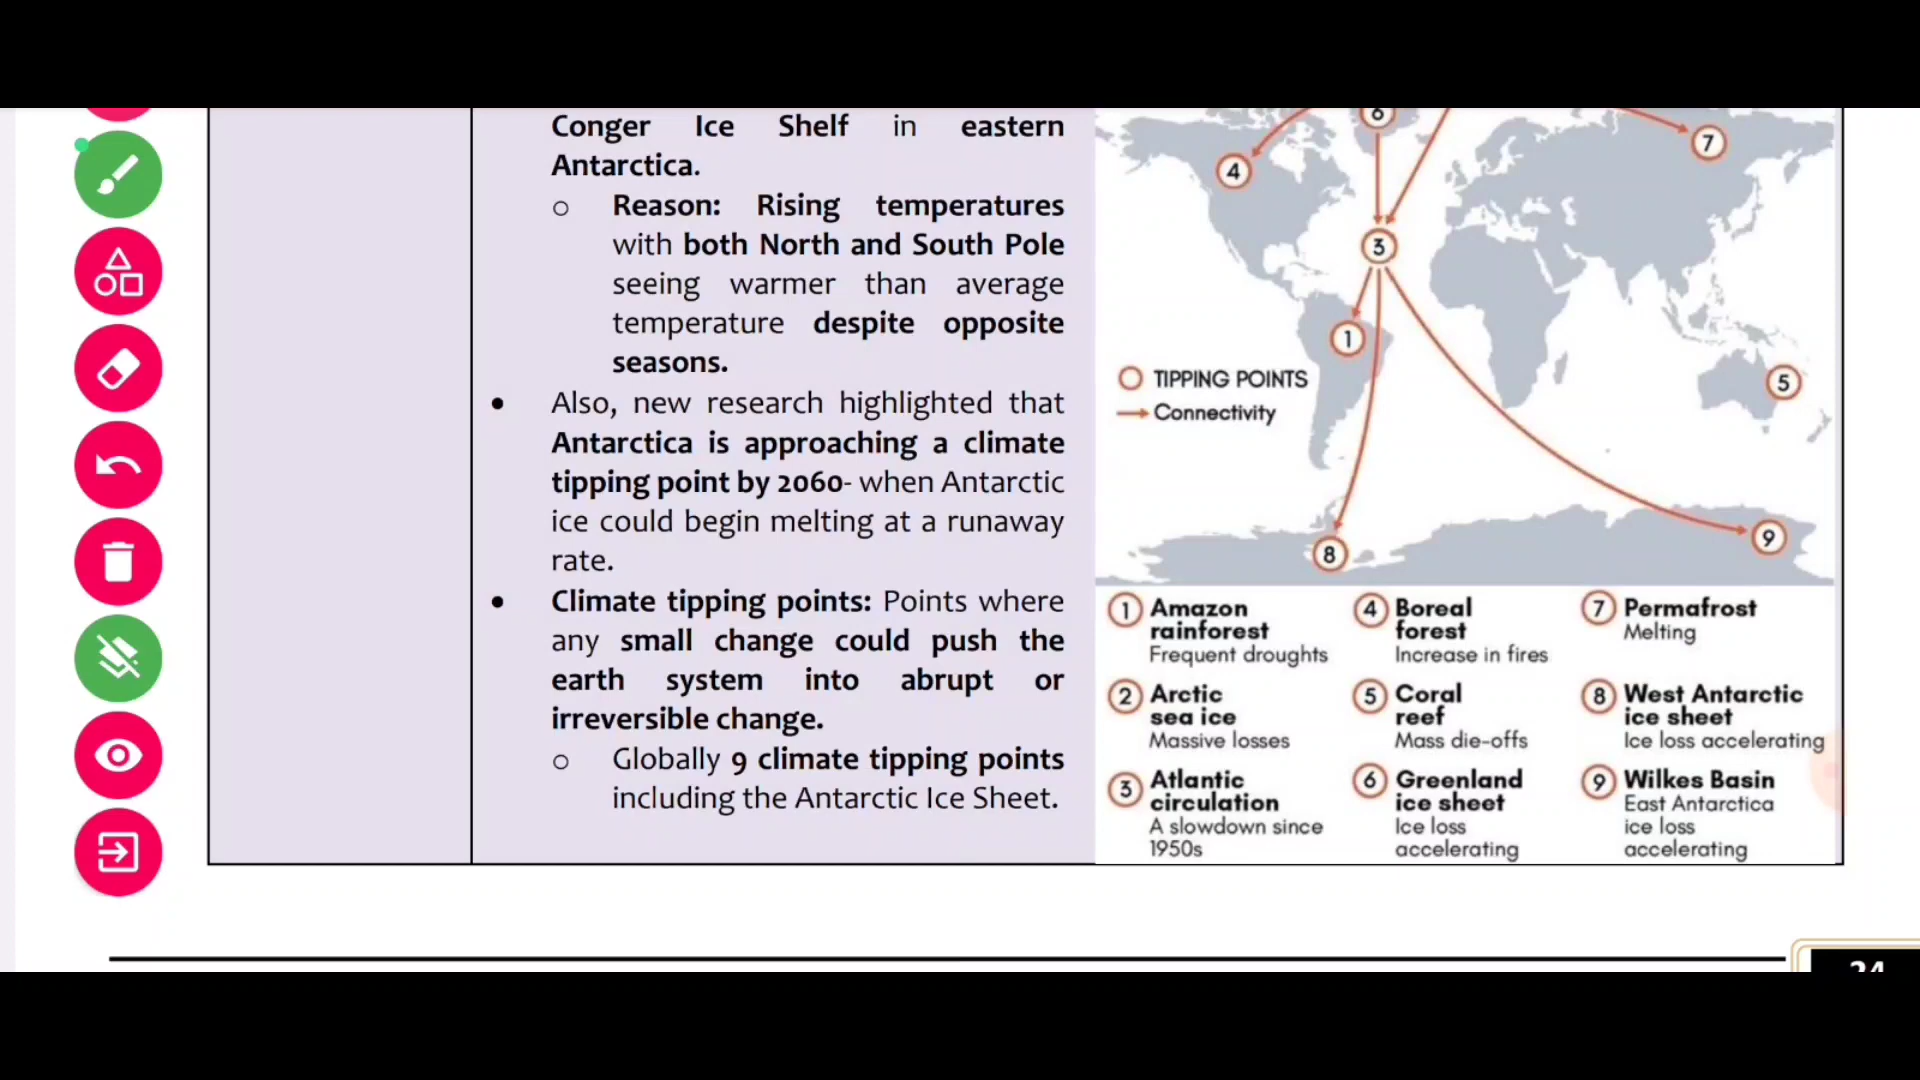 Conger Ice Shelf in eastern
Antarctica.
o Reason: Rising temperatures
with both North and South Pole
seeing warmer than average
temperature despite opposite
seasons.
• Also, new research highlighted that
Antarctica is approaching a climate
tipping point by 2060- when Antarctic
ice could begin melting at a runaway
rate.
• Climate tipping points: Points where
any small change could push the
earth system into abrupt or
irreversible change.
o Globally 9 climate tipping points
including the Antarctic Ice Sheet.
6
7
4
3
1
TIPPING POINTS
5
Connectivity
8
9
1 Amazon
rainforest
Frequent droughts
2 Arctic
sea ice
Massive losses
3 Atlantic
circulation
A slowdown since
1950s
4 Boreal
forest
Increase in fires
5 Coral
reef
Mass die-offs
6 Greenland
ice sheet
Ice loss
accelerating
7 Permafrost
Melting
8 West Antarctic
ice sheet
Ice loss accelerating
9 Wilkes Basin
East Antarctica
ice loss
accelerating